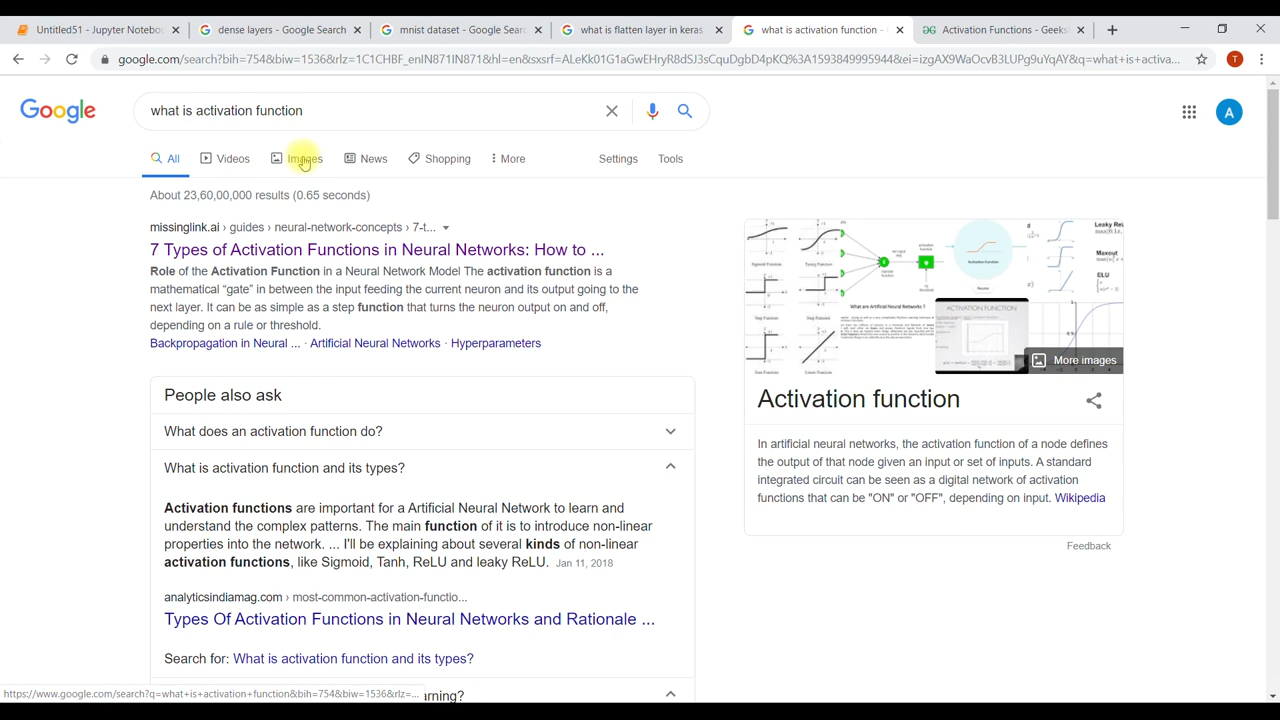 Untitled51 - Jupyter Notebo
dense layers - Google Search
mnist dataset - Google Sear
what is flatten layer in keras
what is activation function -
Activation Functions - Geeks
google.com/search?bih=754&biw=1536&rlz=1C1CHBF_enIN871IN871&hl=en&sxsrf=ALeKk01G1aGwEHryR8dSJ3sCquDgbD4pKQ%3A1593849995944&ei=izgAX9WaOcvB3LUPg9uYqAY&q=what+is+activa...
T
Google
what is activation function
A
All
Videos
Images
News
Shopping
More
Settings
Tools
About 23,60,00,000 results (0.65 seconds)
missinglink.ai › guides › neural-network-concepts › 7-t...
7 Types of Activation Functions in Neural Networks: How to ...
Role of the Activation Function in a Neural Network Model The activation function is a
mathematical "gate" in between the input feeding the current neuron and its output going to the
next layer. It can be as simple as a step function that turns the neuron output on and off,
depending on a rule or threshold.
Backpropagation in Neural ... · Artificial Neural Networks · Hyperparameters
People also ask
What does an activation function do?
What is activation function and its types?
Activation functions are important for a Artificial Neural Network to learn and
understand the complex patterns. The main function of it is to introduce non-linear
properties into the network. ... I'll be explaining about several kinds of non-linear
activation functions, like Sigmoid, Tanh, ReLU and leaky ReLU. Jan 11, 2018
analyticsindiamag.com › most-common-activation-functio...
Types Of Activation Functions in Neural Networks and Rationale ...
Search for: What is activation function and its types?
rning?
https://www.google.com/search?q=what+is+activation+function&bih=754&biw=1536&rlz=...
Leaky Re
Maxout
ELU
What are Artificial Neural Networks ?
ACTIVATION FUNCTION
More images
Activation function
In artificial neural networks, the activation function of a node defines
the output of that node given an input or set of inputs. A standard
integrated circuit can be seen as a digital network of activation
functions that can be "ON" or "OFF", depending on input. Wikipedia
Feedback